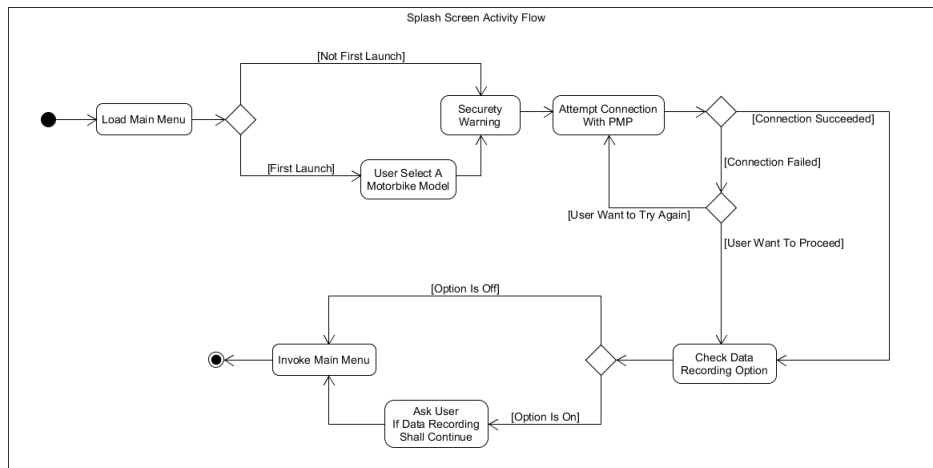 Splash Screen Activity Flow
[Not First Launch]
Load Main Menu
Securety
Warning
Attempt Connection
With PMP
[Connection Succeeded]
[First Launch]
User Select A
Motorbike Model
[Connection Failed]
[User Want to Try Again]
[User Want To Proceed]
[Option Is Off]
Invoke Main Menu
Check Data
Recording Option
Ask User
If Data Recording
Shall Continue
[Option Is On]